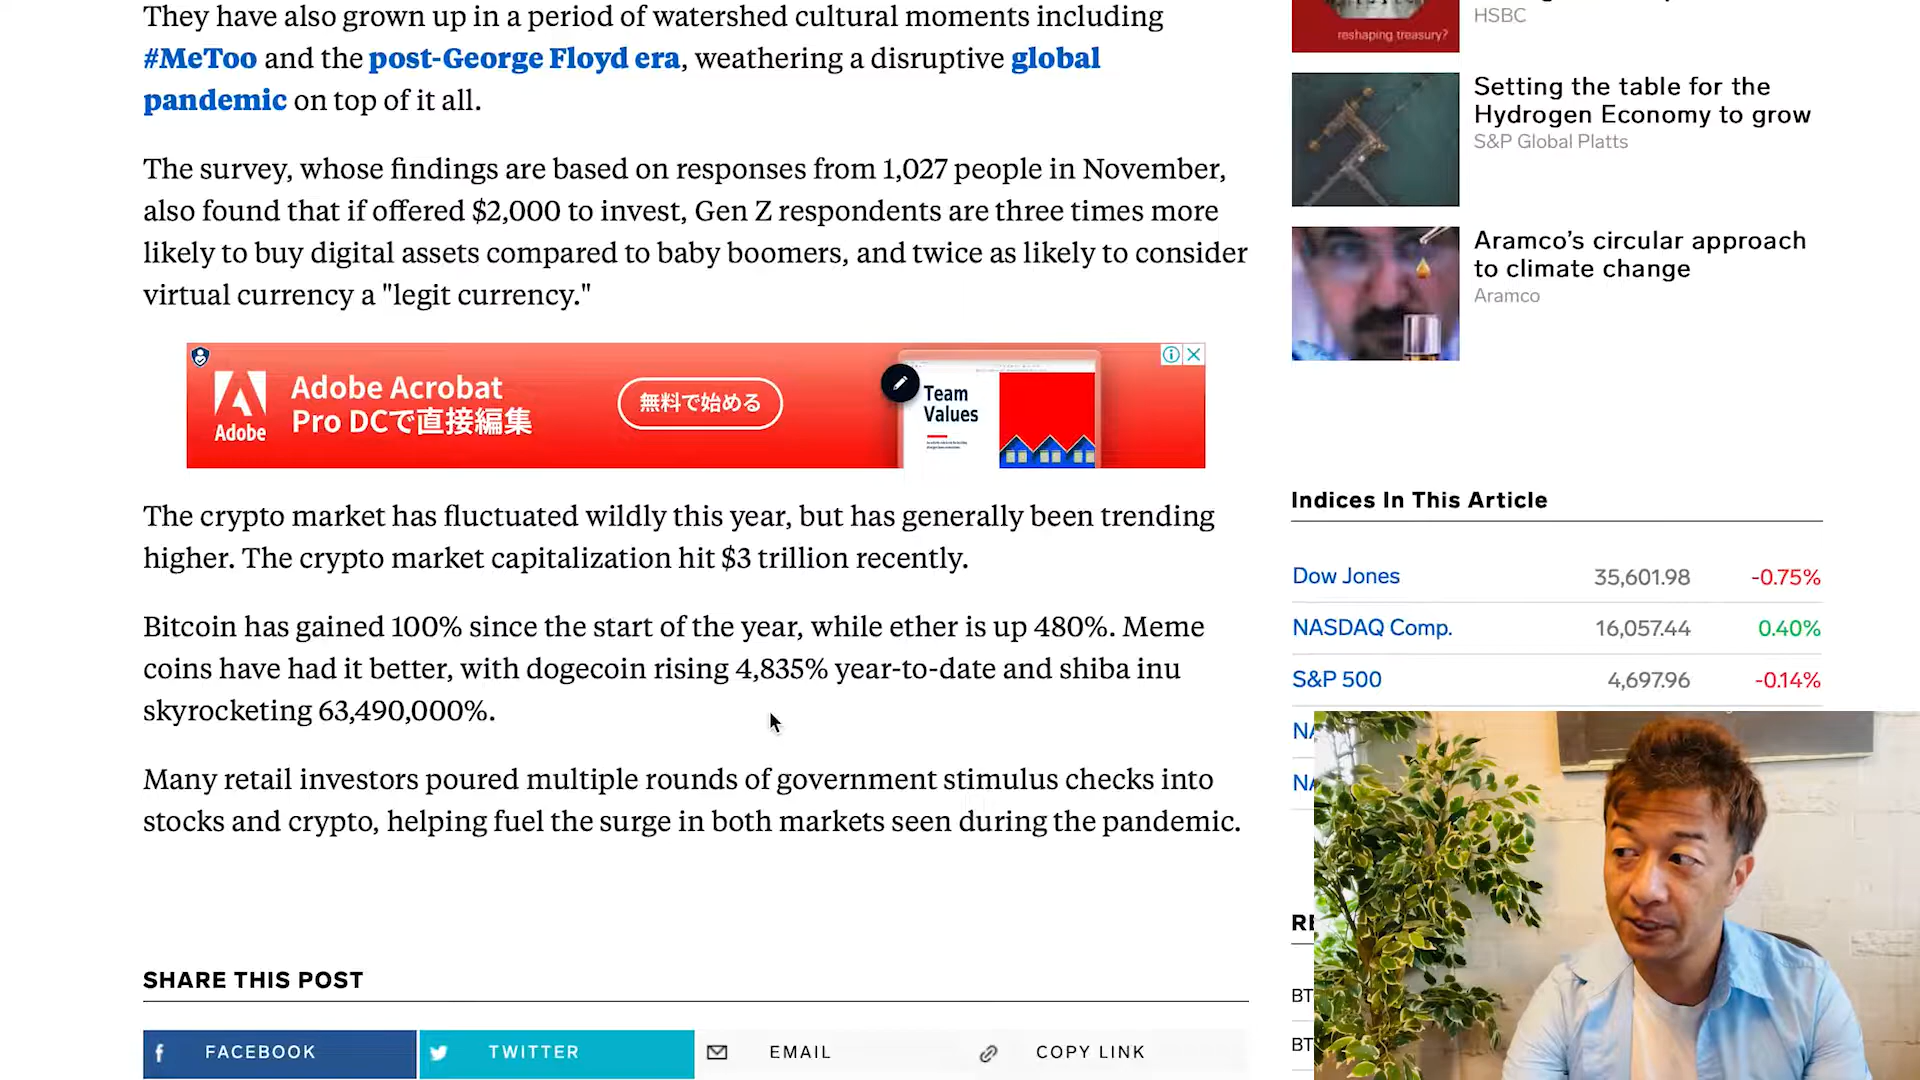 They have also grown up in a period of watershed cultural moments including
#MeToo and the post-George Floyd era, weathering a disruptive global
pandemic on top of it all.
The survey, whose findings are based on responses from 1,027 people in November,
also found that if offered $2,000 to invest, Gen Z respondents are three times more
likely to buy digital assets compared to baby boomers, and twice as likely to consider
virtual currency a "legit currency."
Adobe
Adobe Acrobat
Pro DCで直接編集
無料で始める
Team
Values
The crypto market has fluctuated wildly this year, but has generally been trending
higher. The crypto market capitalization hit $3 trillion recently.
Bitcoin has gained 100% since the start of the year, while ether is up 480%. Meme
coins have had it better, with dogecoin rising 4,835% year-to-date and shiba inu
skyrocketing 63,490,000%.
Many retail investors poured multiple rounds of government stimulus checks into
stocks and crypto, helping fuel the surge in both markets seen during the pandemic.
SHARE THIS POST
FACEBOOK
TWITTER
EMAIL
COPY LINK
reshaping treasury?
HSBC
Setting the table for the
Hydrogen Economy to grow
S&P Global Platts
Aramco’s circular approach
to climate change
Aramco
Indices In This Article
Dow Jones 35,601.98 -0.75%
NASDAQ Comp. 16,057.44 0.40%
S&P 500 4,697.96 -0.14%
NA
NA
RE
BT
BT